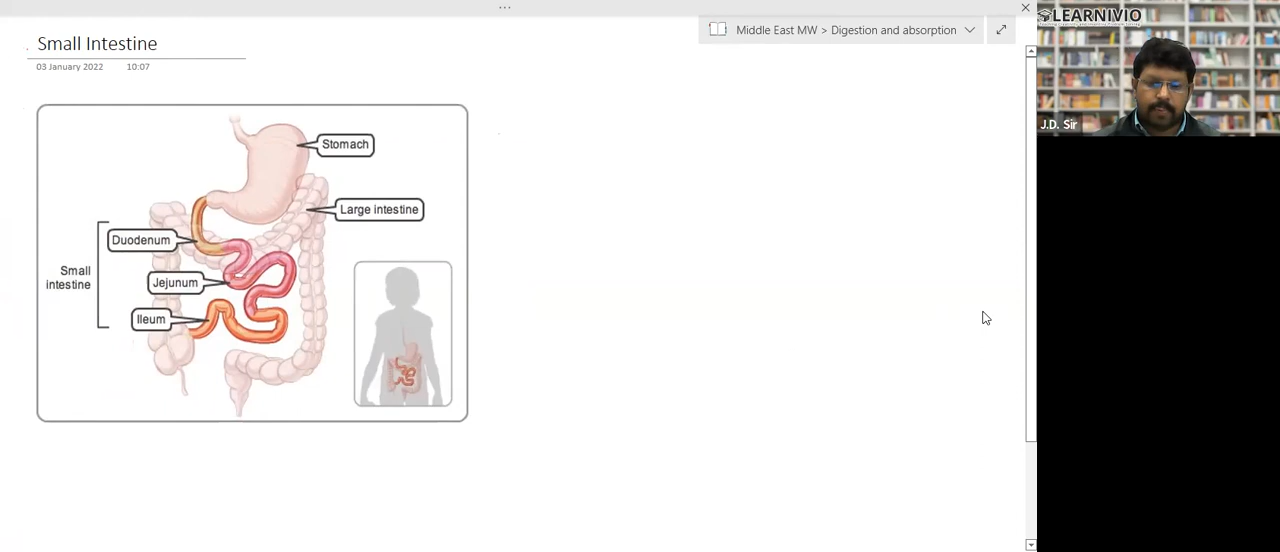 Small Intestine
03 January 2022 10:07
Middle East MW > Digestion and absorption
LEARNIVIO
J.D. Sir
Stomach
Large intestine
Duodenum
Small
intestine
Jejunum
Ileum